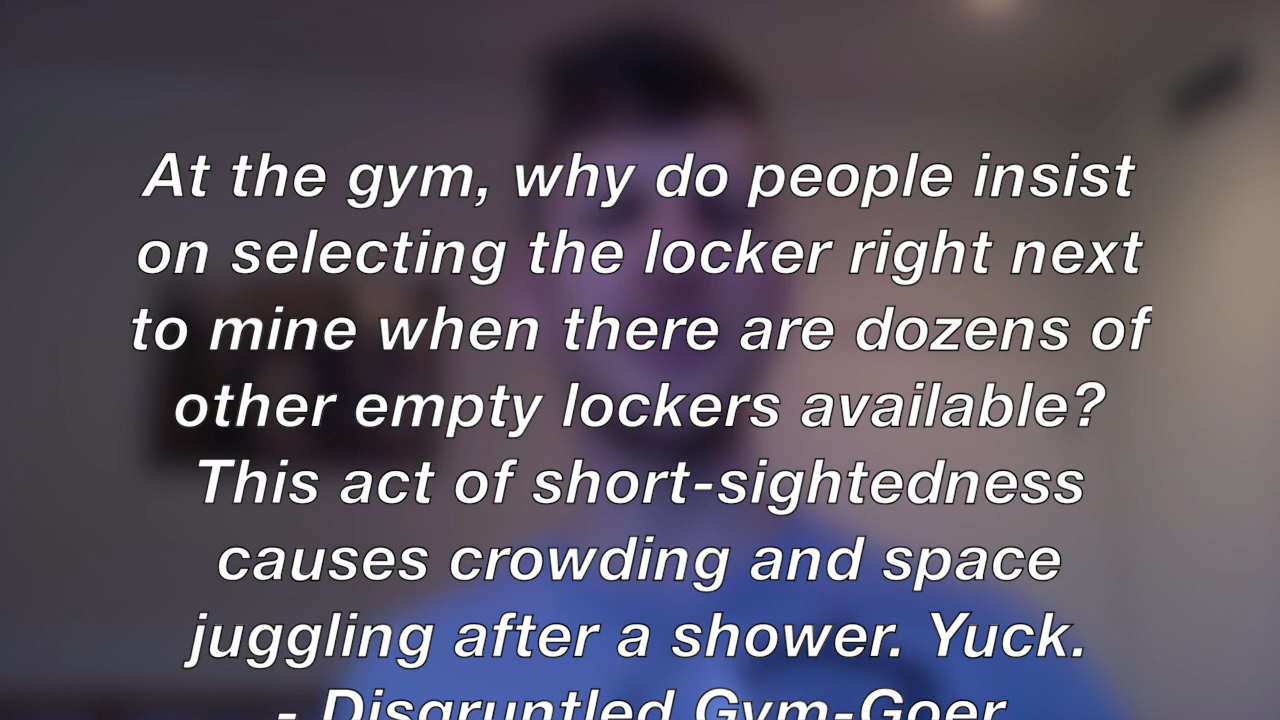 At the gym, why do people insist
on selecting the locker right next
to mine when there are dozens of
other empty lockers available?
This act of short-sightedness
causes crowding and space
juggling after a shower. Yuck.
- Disgruntled Gym-Goer